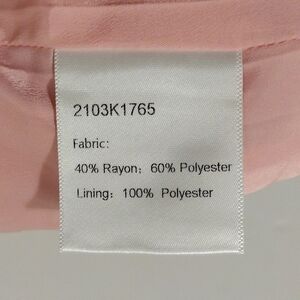 2103K1765
Fabric:
40% Rayon; 60% Polyester
Lining: 100% Polyester